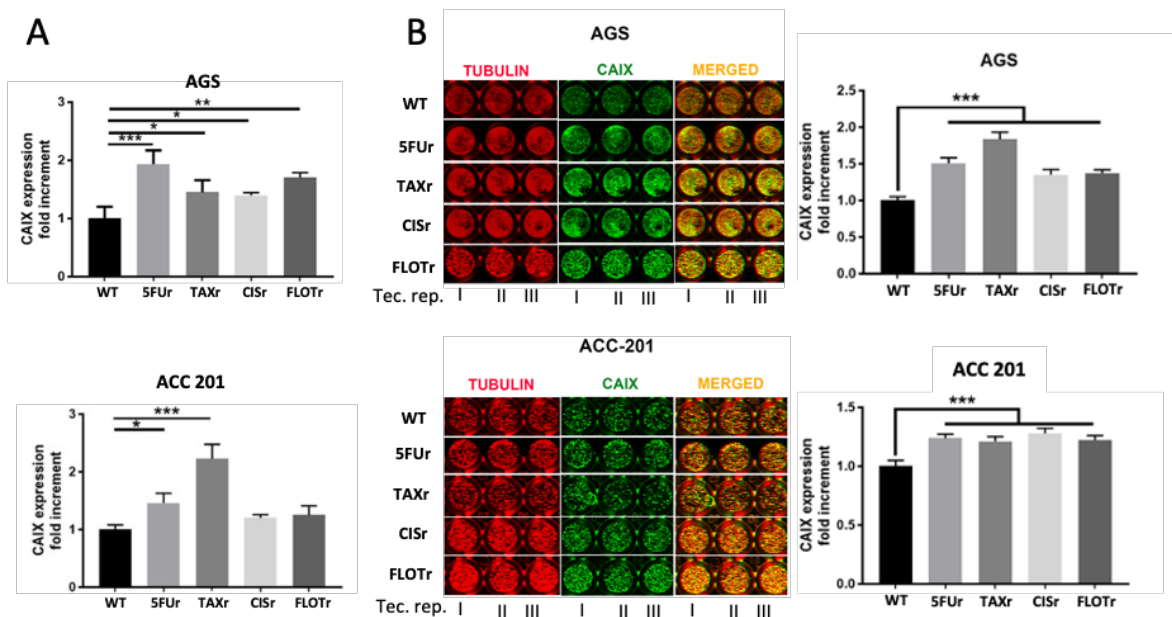 A
AGS
CAIX expression
fold increment
3
2
1
0
***
*
*
**
WT 5FUr TAXr CISr FLOTr
ACC 201
CAIX expression
fold increment
3
2
1
0
*
***
WT 5FUr TAXr CISr FLOTr
B
AGS
TUBULIN CAIX MERGED
WT
5FUr
TAXr
CISr
FLOTr
Tec. rep. I II III I II III I II III
AGS
CAIX expression
fold increment
2.0
1.5
1.0
0.5
0.0
***
WT 5FUr TAXr CISr FLOTr
ACC-201
TUBULIN CAIX MERGED
WT
5FUr
TAXr
CISr
FLOTr
Tec. rep. I II III I II III I II III
ACC 201
CAIX expression
fold increment
1.5
1.0
0.5
0.0
***
WT 5FUr TAXr CISr FLOTr